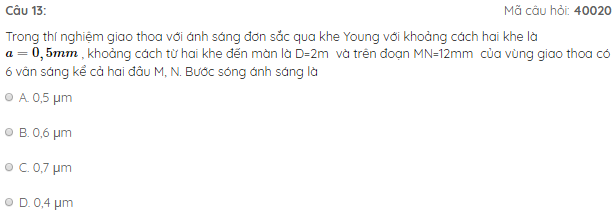 Câu 13: Mã câu hỏi: 40020
Trong thí nghiệm giao thoa với ánh sáng đơn sắc qua khe Young với khoảng cách hai khe là
a = 0,5mm , khoảng cách từ hai khe đến màn là D=2m và trên đoạn MN=12mm của vùng giao thoa có
6 vân sáng kể cả hai đầu M, N. Bước sóng ánh sáng là
A. 0,5 μm
B. 0,6 μm
C. 0,7 μm
D. 0,4 μm